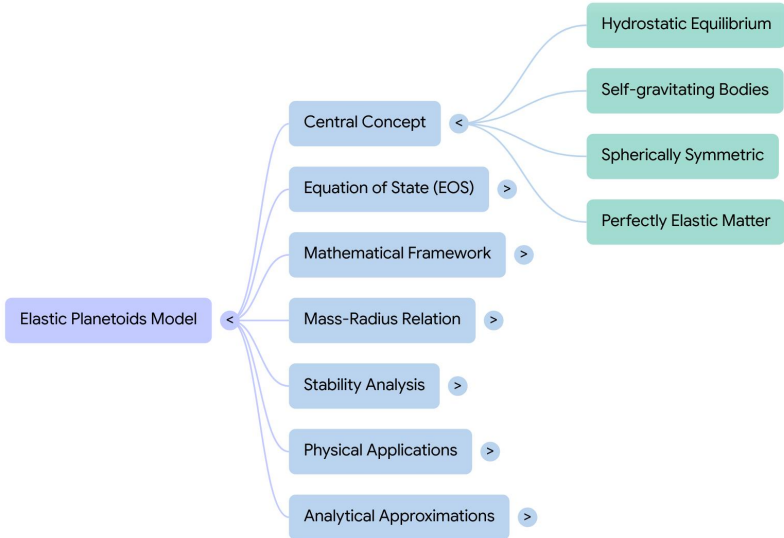 Elastic Planetoids Model
<
Central Concept
<
Hydrostatic Equilibrium
Self-gravitating Bodies
Spherically Symmetric
Perfectly Elastic Matter
Equation of State (EOS)
>
Mathematical Framework
>
Mass-Radius Relation
>
Stability Analysis
>
Physical Applications
>
Analytical Approximations
>